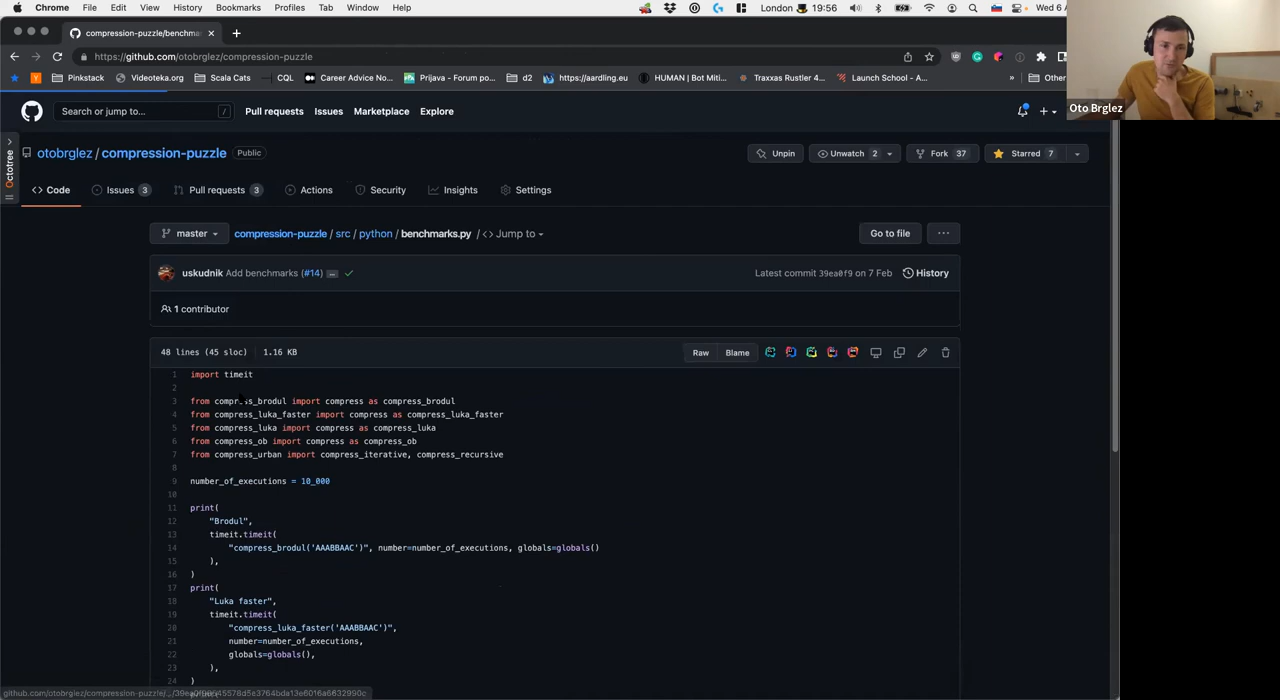 Chrome File Edit View History Bookmarks Profiles Tab Window Help London 19:56 Wed 6 A
compression-puzzle/benchma
https://github.com/otobrglez/compression-puzzle
Pinkstack Videoteka.org Scala Cats CQL Career Advice No... Prijava - Forum po... d2 https://aardling.eu HUMAN | Bot Miti... Traxxas Rustler 4... Launch School - A... » Other
Oto Brglez
Search or jump to... / Pull requests Issues Marketplace Explore
Octotree
otobrglez / compression-puzzle Public Unpin Unwatch 2 Fork 37 Starred 7
Code Issues 3 Pull requests 3 Actions Security Insights Settings
master compression-puzzle / src / python / benchmarks.py / <> Jump to Go to file ...
uskudnik Add benchmarks (#14) ... Latest commit 39ea0f9 on 7 Feb History
1 contributor
48 lines (45 sloc) 1.16 KB Raw Blame
1 import timeit
2
3 from compress_brodul import compress as compress_brodul
4 from compress_luka_faster import compress as compress_luka_faster
5 from compress_luka import compress as compress_luka
6 from compress_ob import compress as compress_ob
7 from compress_urban import compress_iterative, compress_recursive
8
9 number_of_executions = 10_000
10
11 print(
12 "Brodul",
13 timeit.timeit(
14 "compress_brodul('AAABBAAC')", number=number_of_executions, globals=globals()
15 ),
16 )
17 print(
18 "Luka faster",
19 timeit.timeit(
20 "compress_luka_faster('AAABBAAC')",
21 number=number_of_executions,
22 globals=globals(),
23 ),
24 )